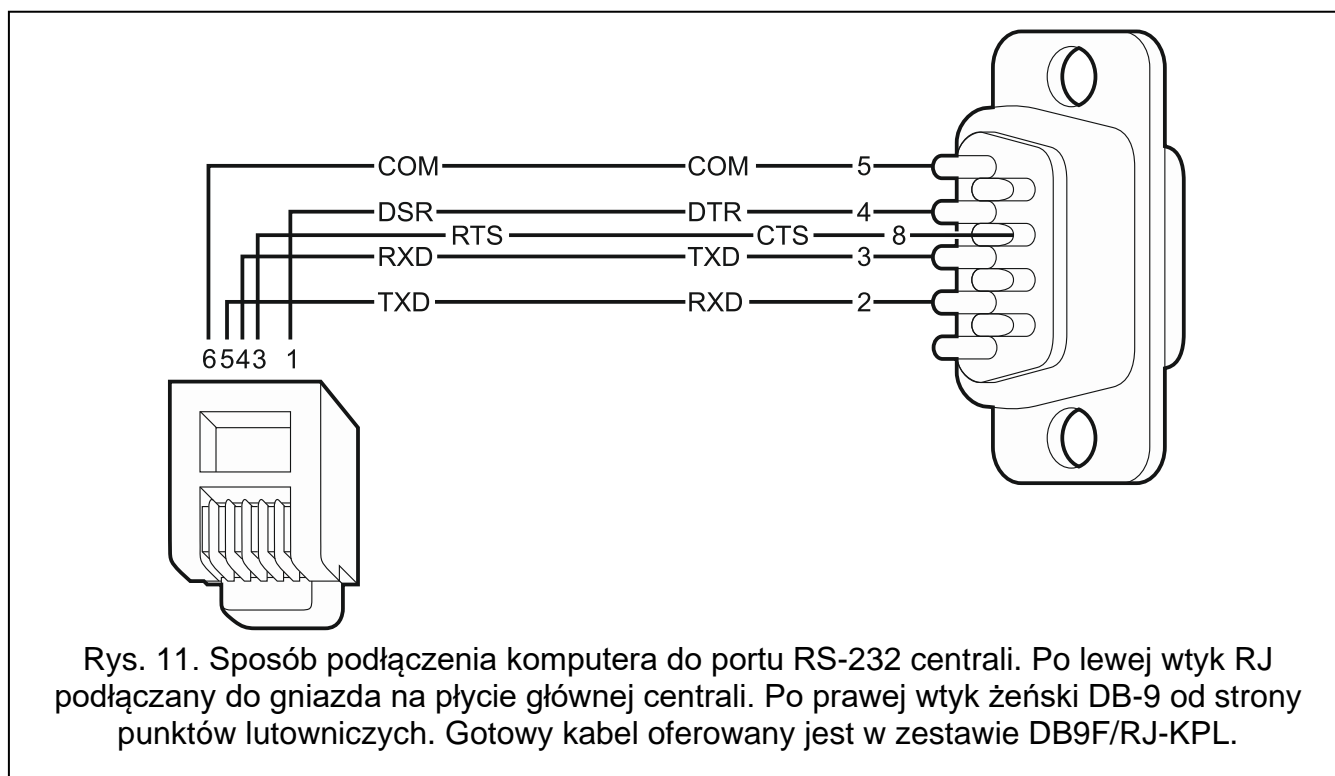 COM COM 5
DSR DTR 4
RTS CTS 8
RXD TXD 3
TXD RXD 2
6543 1
Rys. 11. Sposób podłączenia komputera do portu RS-232 centrali. Po lewej wtyk RJ
podłączany do gniazda na płycie głównej centrali. Po prawej wtyk żeński DB-9 od strony
punktów lutowniczych. Gotowy kabel oferowany jest w zestawie DB9F/RJ-KPL.